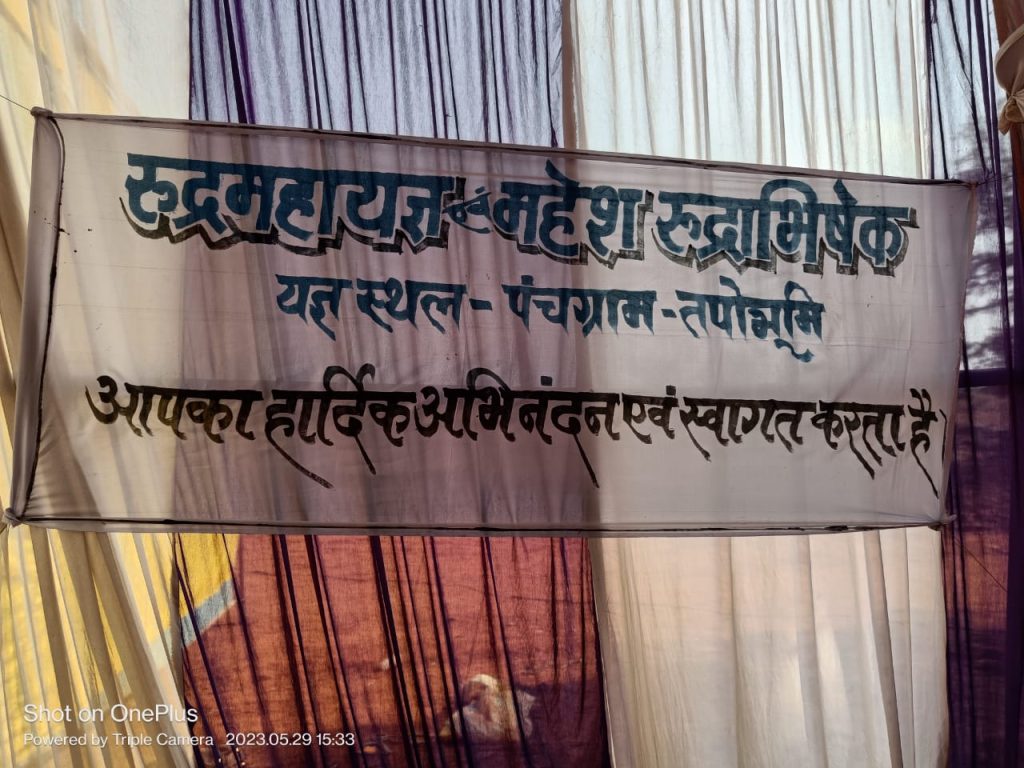 रूद्रमहायज्ञ एवं महेश रुद्राभिषेक
यज्ञ स्थल - पंचग्राम - तपोभूमि
आपका हार्दिक अभिनंदन एवं स्वागत करता है।
Shot on OnePlus
Powered by Triple Camera 2023.05.29 15:33